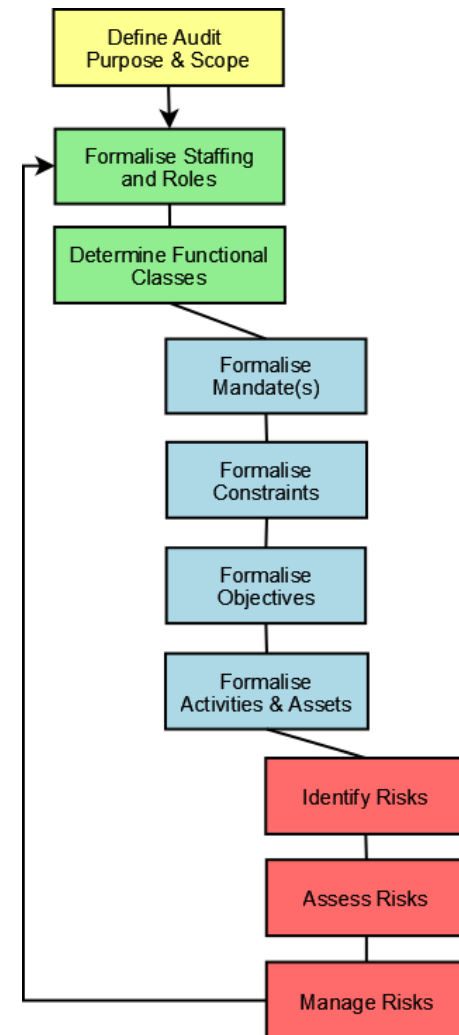 Define Audit
Purpose & Scope
Formalise Staffing
and Roles
Determine Functional
Classes
Formalise
Mandate(s)
Formalise
Constraints
Formalise
Objectives
Formalise
Activities & Assets
Identify Risks
Assess Risks
Manage Risks